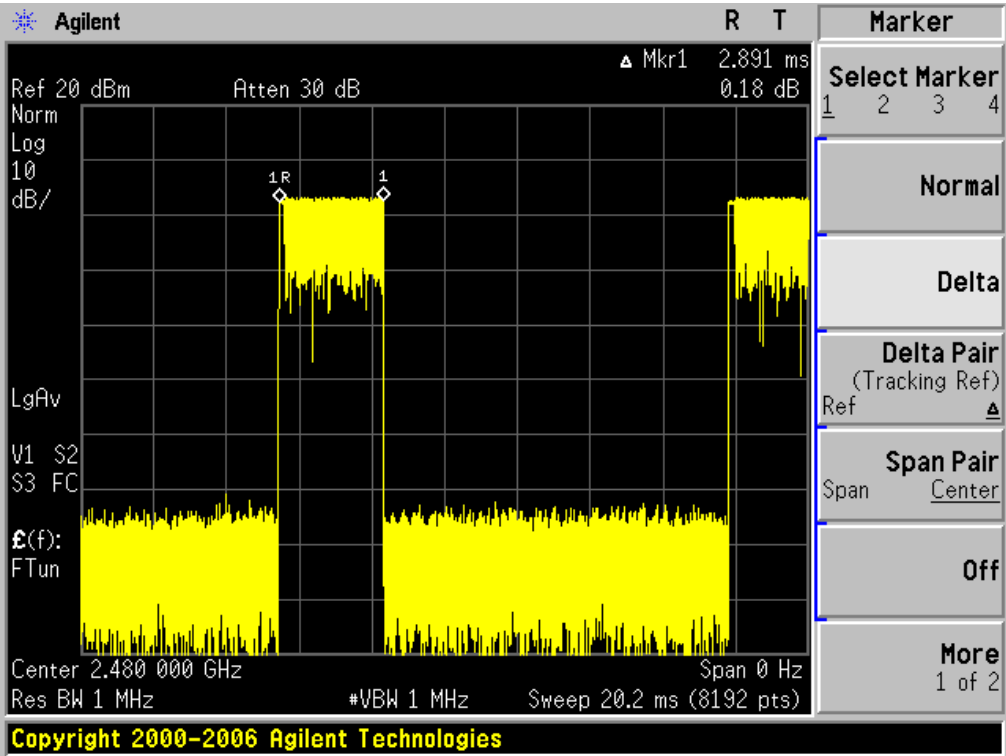 Agilent R T
Marker
Δ Mkr1 2.891 ms
Ref 20 dBm Atten 30 dB 0.18 dB
Norm
Log
10
dB/
1R 1
LgAv
V1 S2
S3 FC
£(f):
FTun
Center 2.480 000 GHz Span 0 Hz
Res BW 1 MHz #VBW 1 MHz Sweep 20.2 ms (8192 pts)
Select Marker
1 2 3 4
Normal
Delta
Delta Pair
(Tracking Ref)
Ref Δ
Span Pair
Span Center
Off
More
1 of 2
Copyright 2000-2006 Agilent Technologies